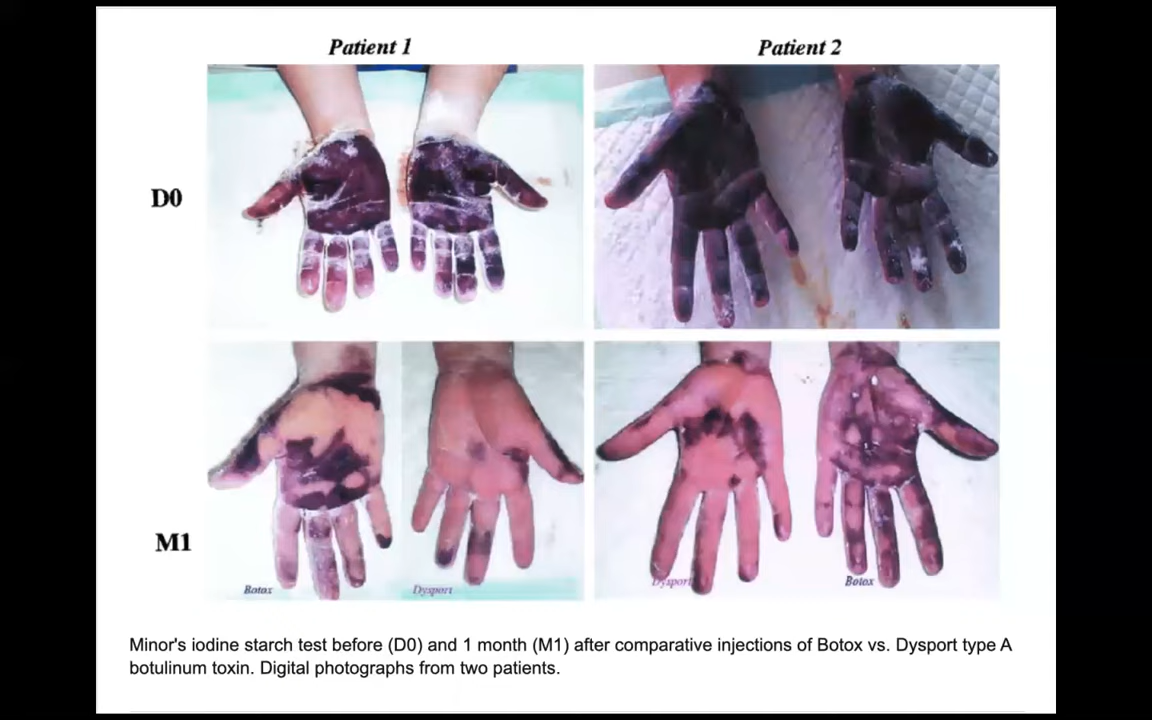 Patient 1
Patient 2
D0
M1
Botox
Dysport
Dysport
Botox
Minor's iodine starch test before (D0) and 1 month (M1) after comparative injections of Botox vs. Dysport type A
botulinum toxin. Digital photographs from two patients.